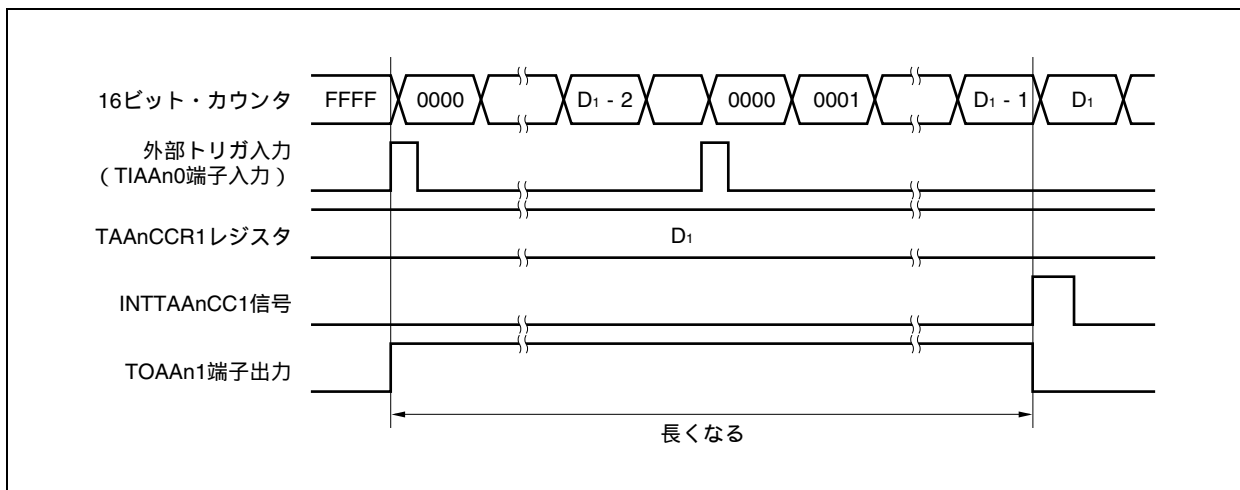 16ビット・カウンタ FFFF 0000 D₁ - 2 0000 0001 D₁ - 1 D₁
外部トリガ入力
（TIAAn0端子入力）
TAAnCCR1レジスタ D₁
INTTAAnCC1信号
TOAAn1端子出力
長くなる